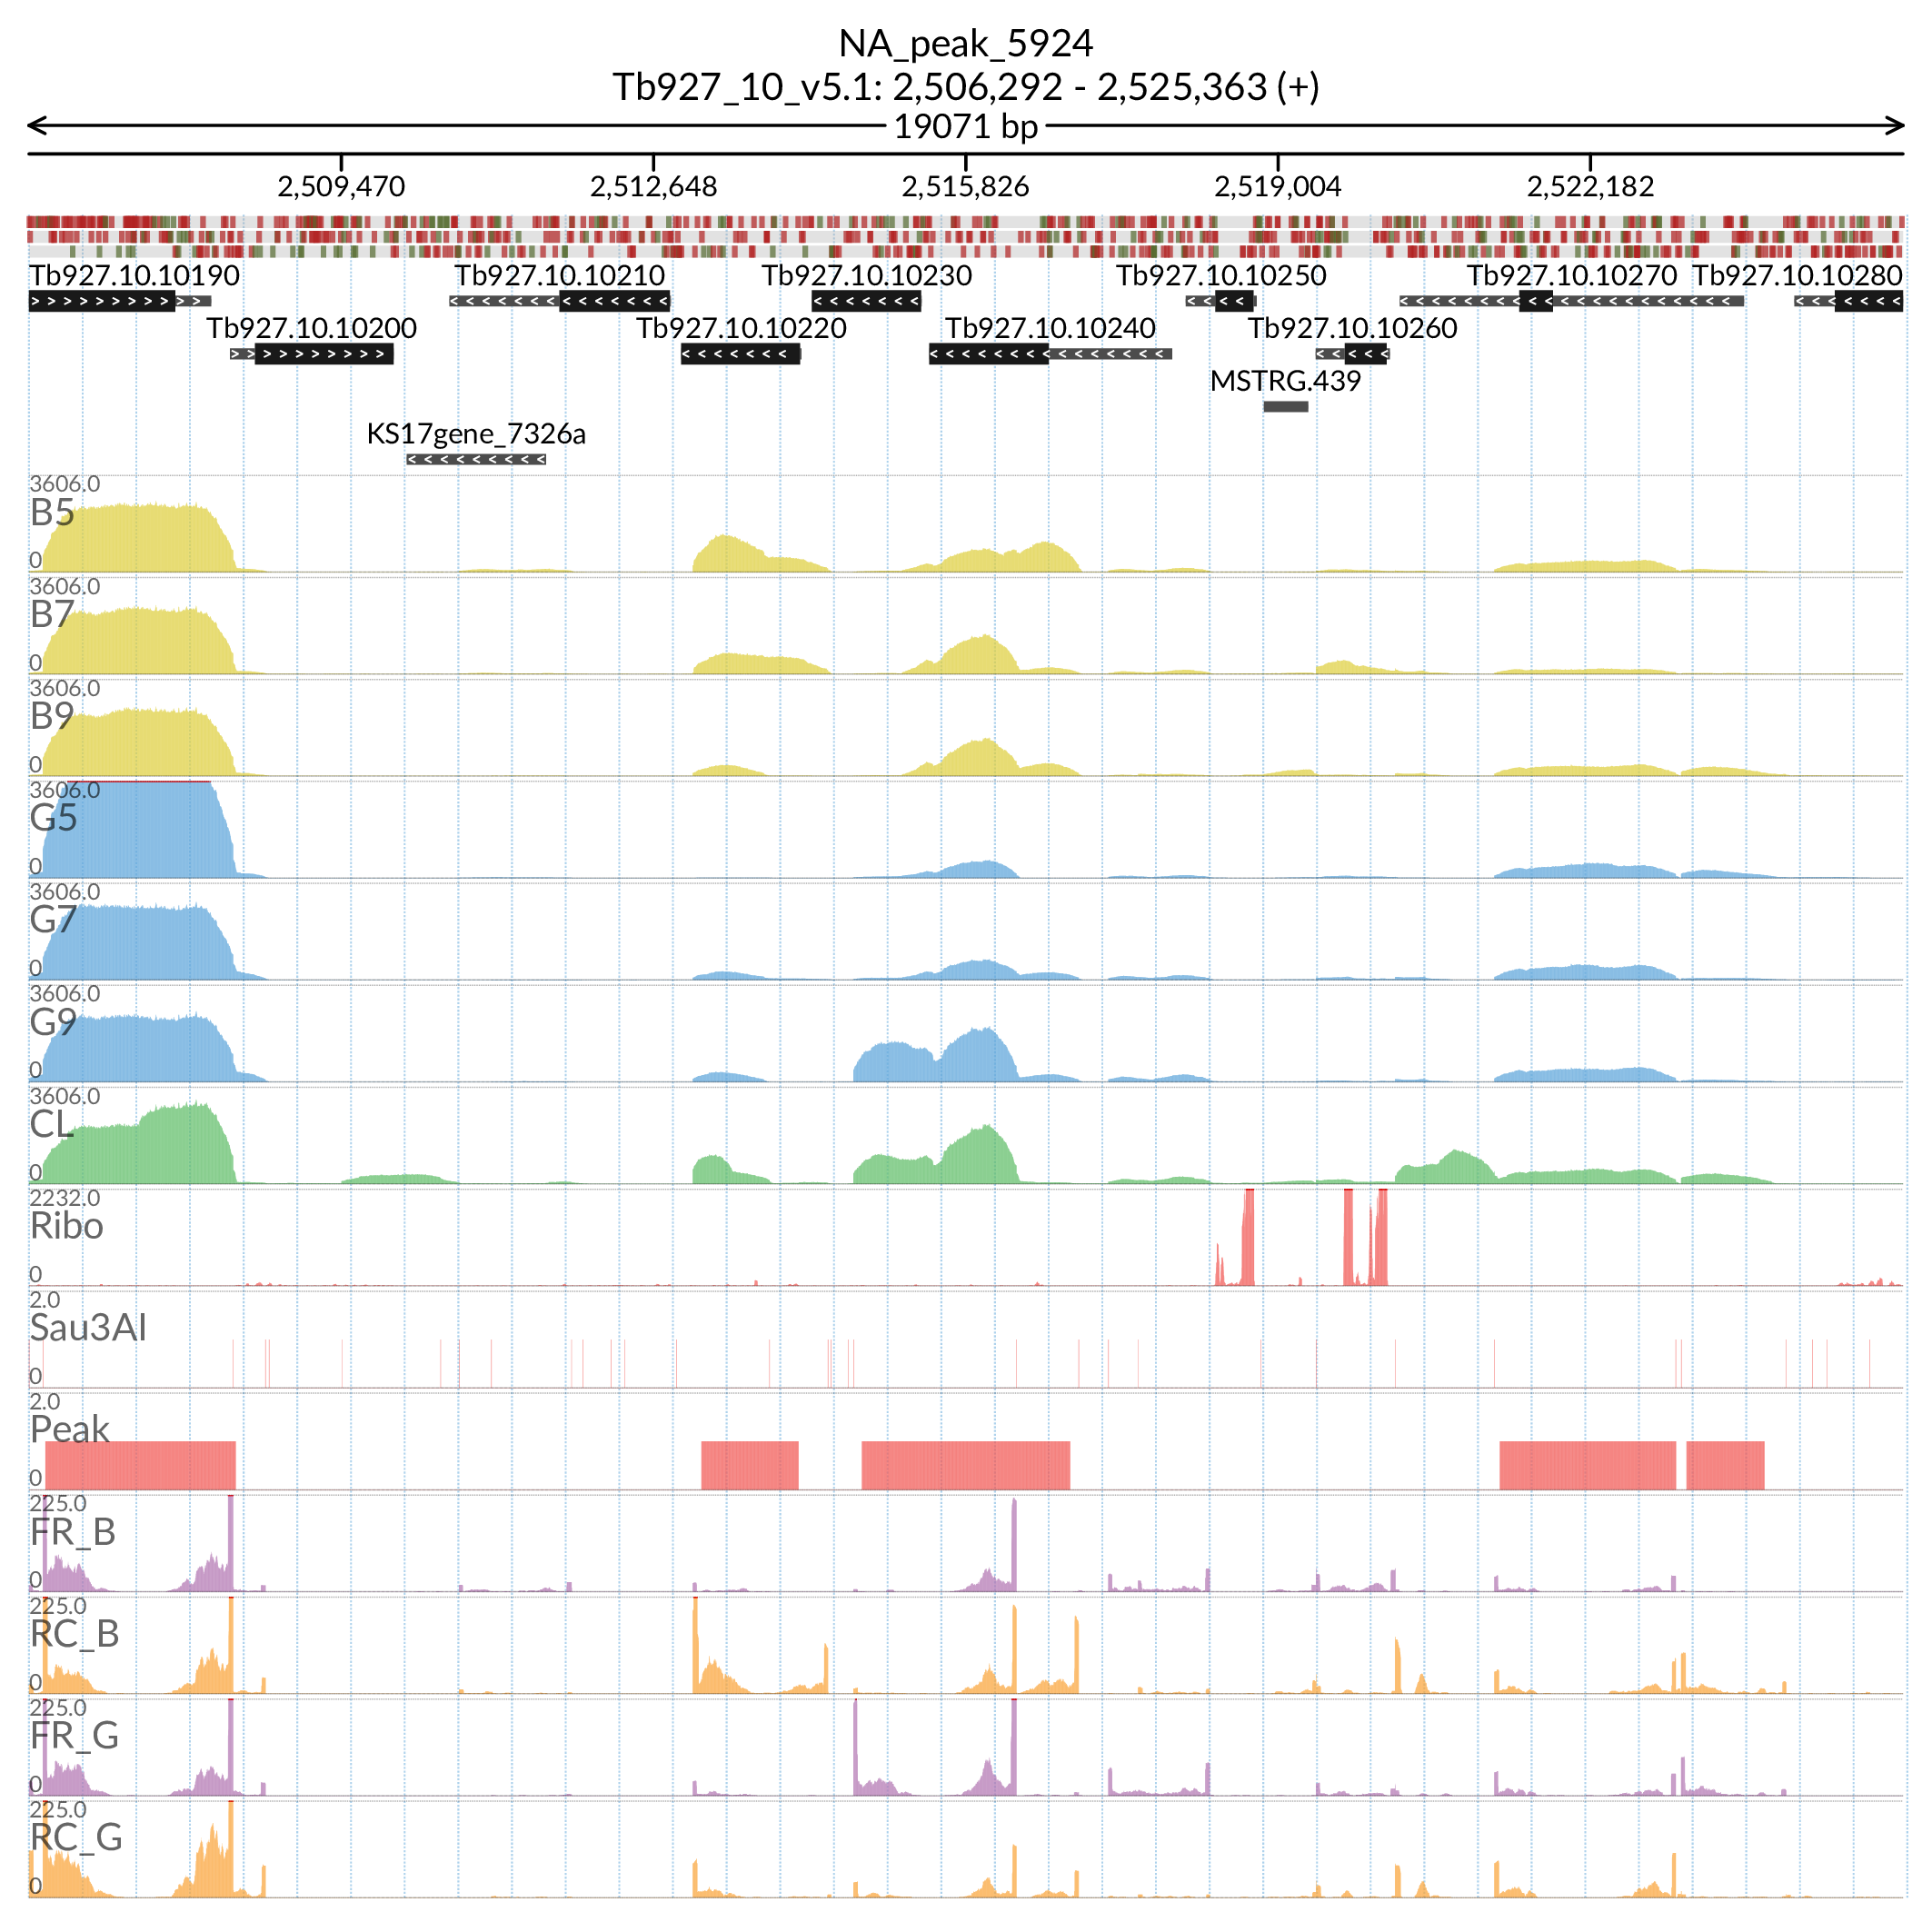 NA_peak_5924
Tb927_10_v5.1: 2,506,292 - 2,525,363 (+)
19071 bp
2,509,470 2,512,648 2,515,826 2,519,004 2,522,182
Tb927.10.10190 Tb927.10.10210 Tb927.10.10230 Tb927.10.10250 Tb927.10.10270 Tb927.10.10280
Tb927.10.10200 Tb927.10.10220 Tb927.10.10240 Tb927.10.10260
MSTRG.439
KS17gene_7326a
3606.0
B5
0
3606.0
B7
0
3606.0
B9
0
3606.0
G5
0
3606.0
G7
0
3606.0
G9
0
3606.0
CL
0
2232.0
Ribo
0
2.0
Sau3AI
0
2.0
Peak
0
225.0
FR_B
0
225.0
RC_B
0
225.0
FR_G
0
225.0
RC_G
0